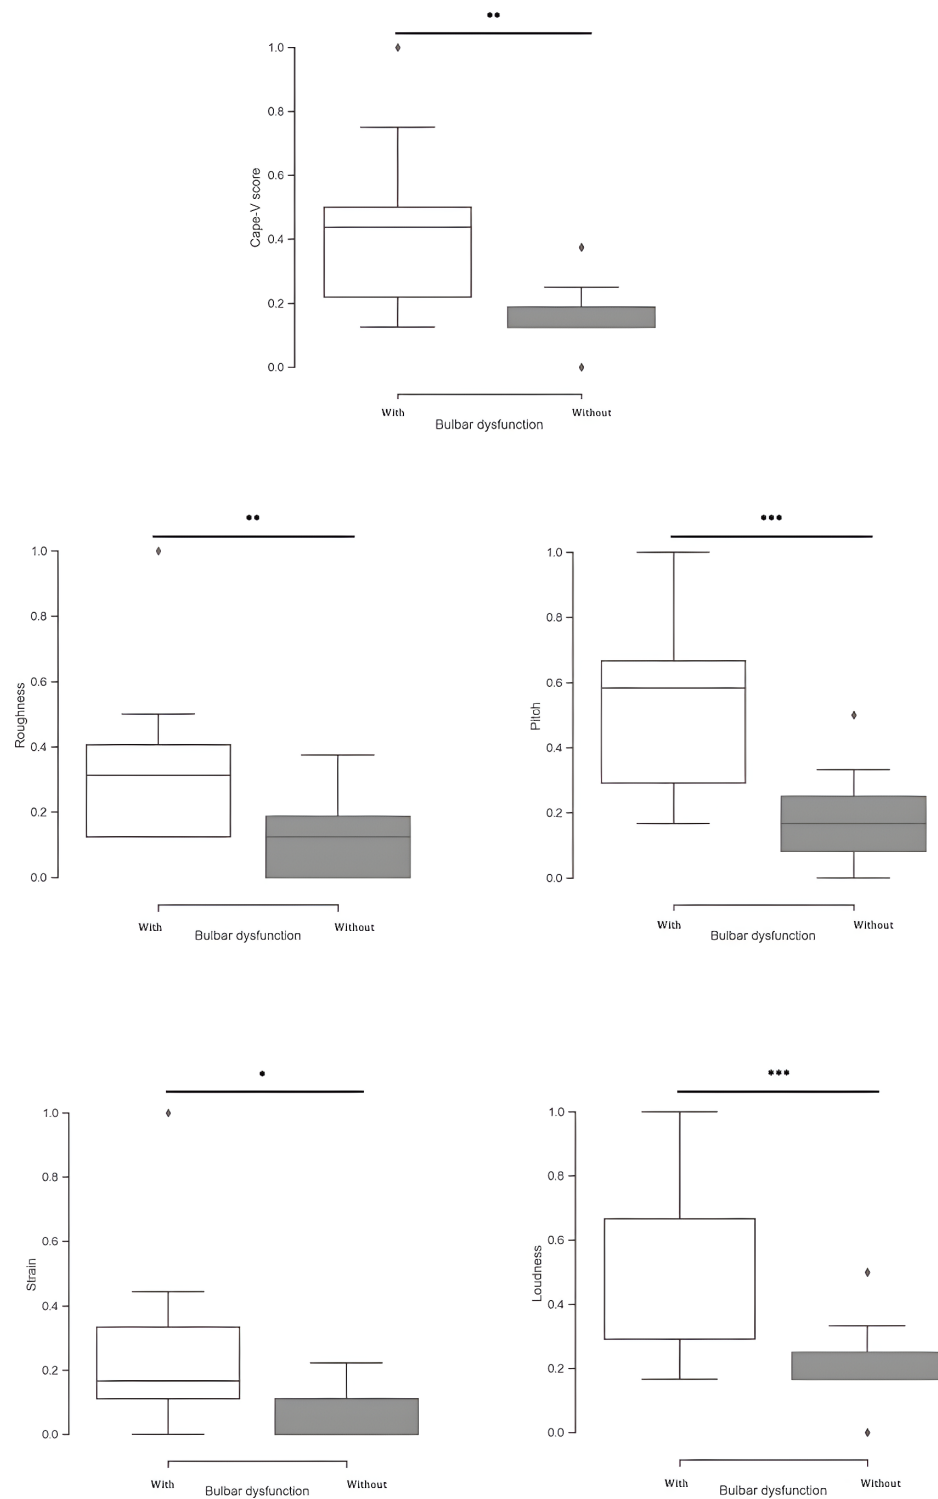 **
1.0
0.8
0.6
0.4
0.2
0.0
Cape-V score
With
Without
Bulbar dysfunction
**
1.0
0.8
0.6
0.4
0.2
0.0
Roughness
With
Without
Bulbar dysfunction
***
1.0
0.8
0.6
0.4
0.2
0.0
Pitch
With
Without
Bulbar dysfunction
*
1.0
0.8
0.6
0.4
0.2
0.0
Strain
With
Without
Bulbar dysfunction
***
1.0
0.8
0.6
0.4
0.2
0.0
Loudness
With
Without
Bulbar dysfunction